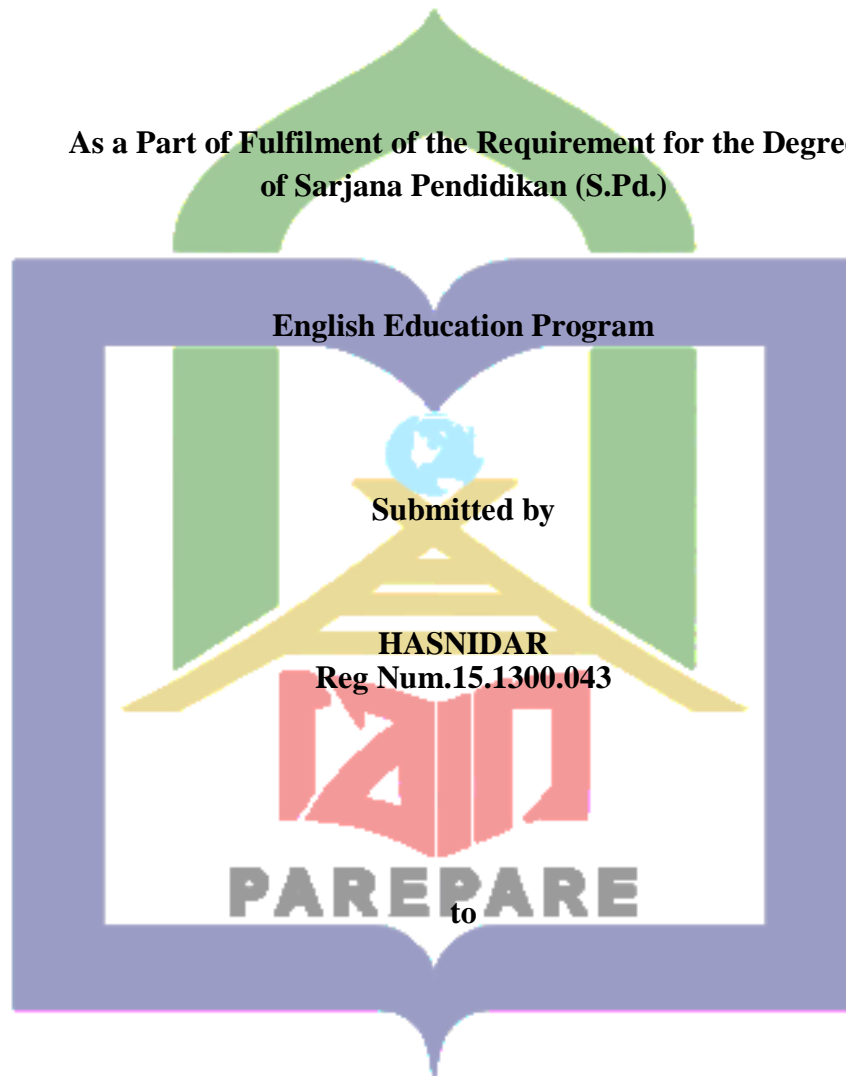 As a Part of Fulfilment of the Requirement for the Degree
of Sarjana Pendidikan (S.Pd.)
English Education Program
Submitted by
HASNIDAR
Reg Num.15.1300.043
iain
PAREPARE
to